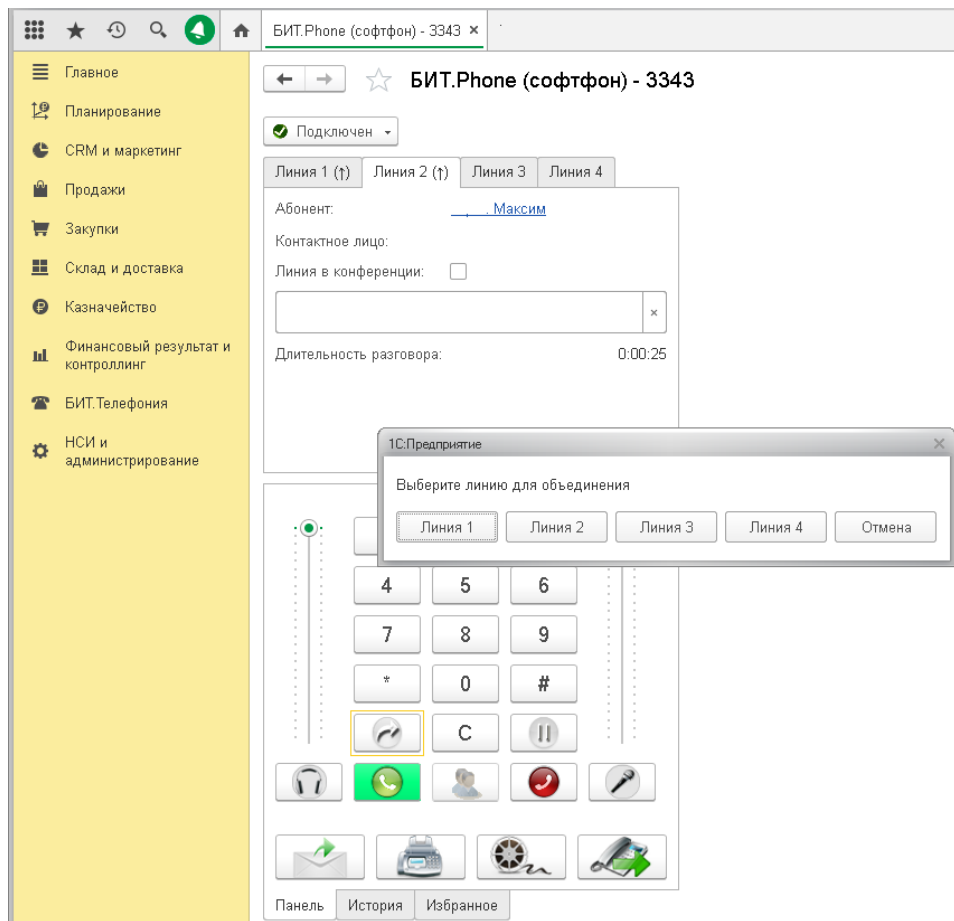 БИТ.Phone (софтфон) - 3343 ×
Главное
Планирование
CRM и маркетинг
Продажи
Закупки
Склад и доставка
Казначейство
Финансовый результат и
контроллинг
БИТ.Телефония
НСИ и
администрирование
БИТ.Phone (софтфон) - 3343
Подключен
Линия 1 (↑) Линия 2 (↑) Линия 3 Линия 4
Абонент: Максим
Контактное лицо:
Линия в конференции:
Длительность разговора: 0:00:25
1С:Предприятие
Выберите линию для объединения
Линия 1 Линия 2 Линия 3 Линия 4 Отмена
4 5 6
7 8 9
* 0 #
C
Панель История Избранное